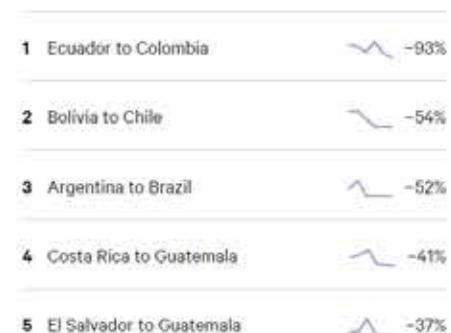 1 Ecuador to Colombia -93%
2 Bolivia to Chile -54%
3 Argentina to Brazil -52%
4 Costa Rica to Guatemala -41%
5 El Salvador to Guatemala -37%